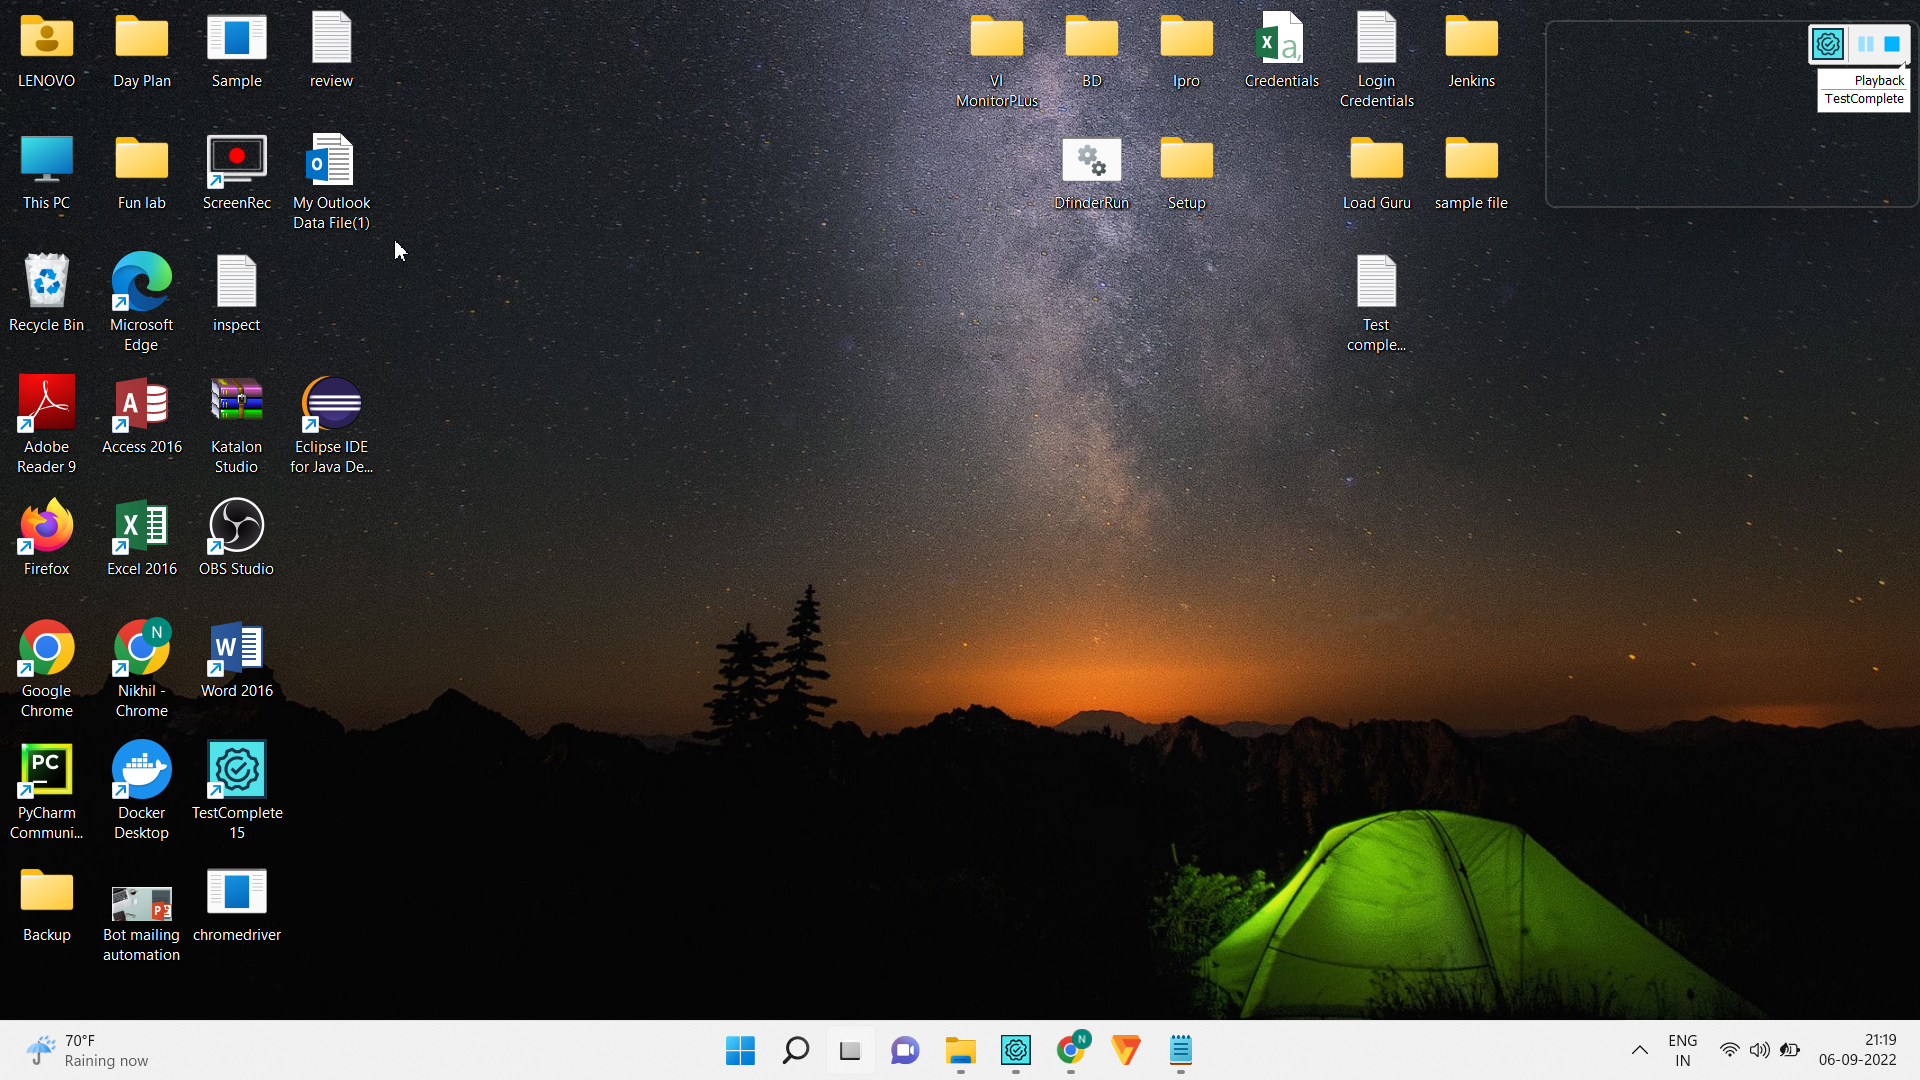 LENOVO
Day Plan
Sample
review
VI
MonitorPLus
BD
Ipro
Credentials
Login
Credentials
Jenkins
Playback
TestComplete
This PC
Fun lab
ScreenRec
My Outlook
Data File(1)
DfinderRun
Setup
Load Guru
sample file
Recycle Bin
Microsoft
Edge
inspect
Test
comple...
Adobe
Reader 9
Access 2016
Katalon
Studio
Eclipse IDE
for Java De...
Firefox
Excel 2016
OBS Studio
Google
Chrome
N
Nikhil -
Chrome
Word 2016
PC
PyCharm
Communi...
Docker
Desktop
TestComplete
15
Backup
Bot mailing
automation
chromedriver
70°F
Raining now
N
ENG
IN
21:19
06-09-2022